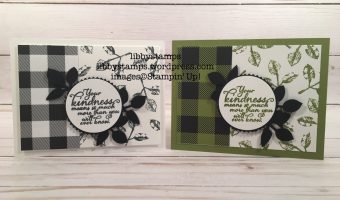 libbystamps
libbystamps.wordpress.com
images©Stampin' Up!
Your
kindness
means so much
more than you
will
ever know.
Your
kindness
means so much
more than you
will
ever know.